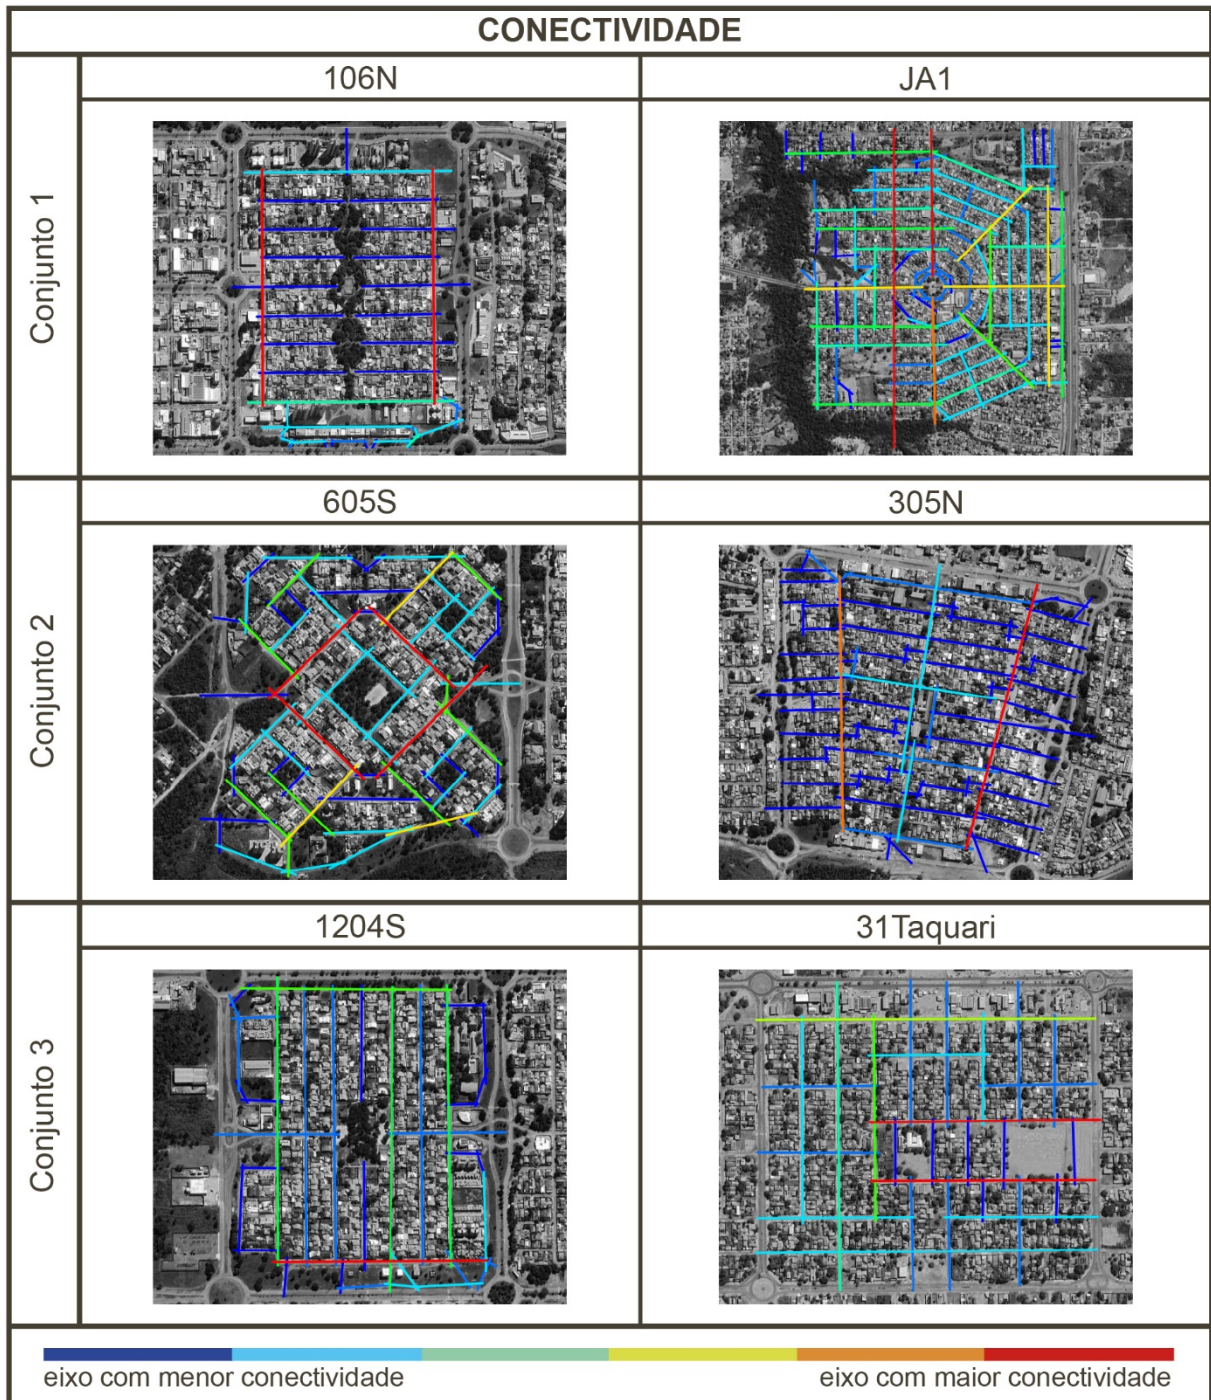 CONECTIVIDADE
106N
JA1
Conjunto 1
605S
305N
Conjunto 2
1204S
31Taquari
Conjunto 3
eixo com menor conectividade
eixo com maior conectividade